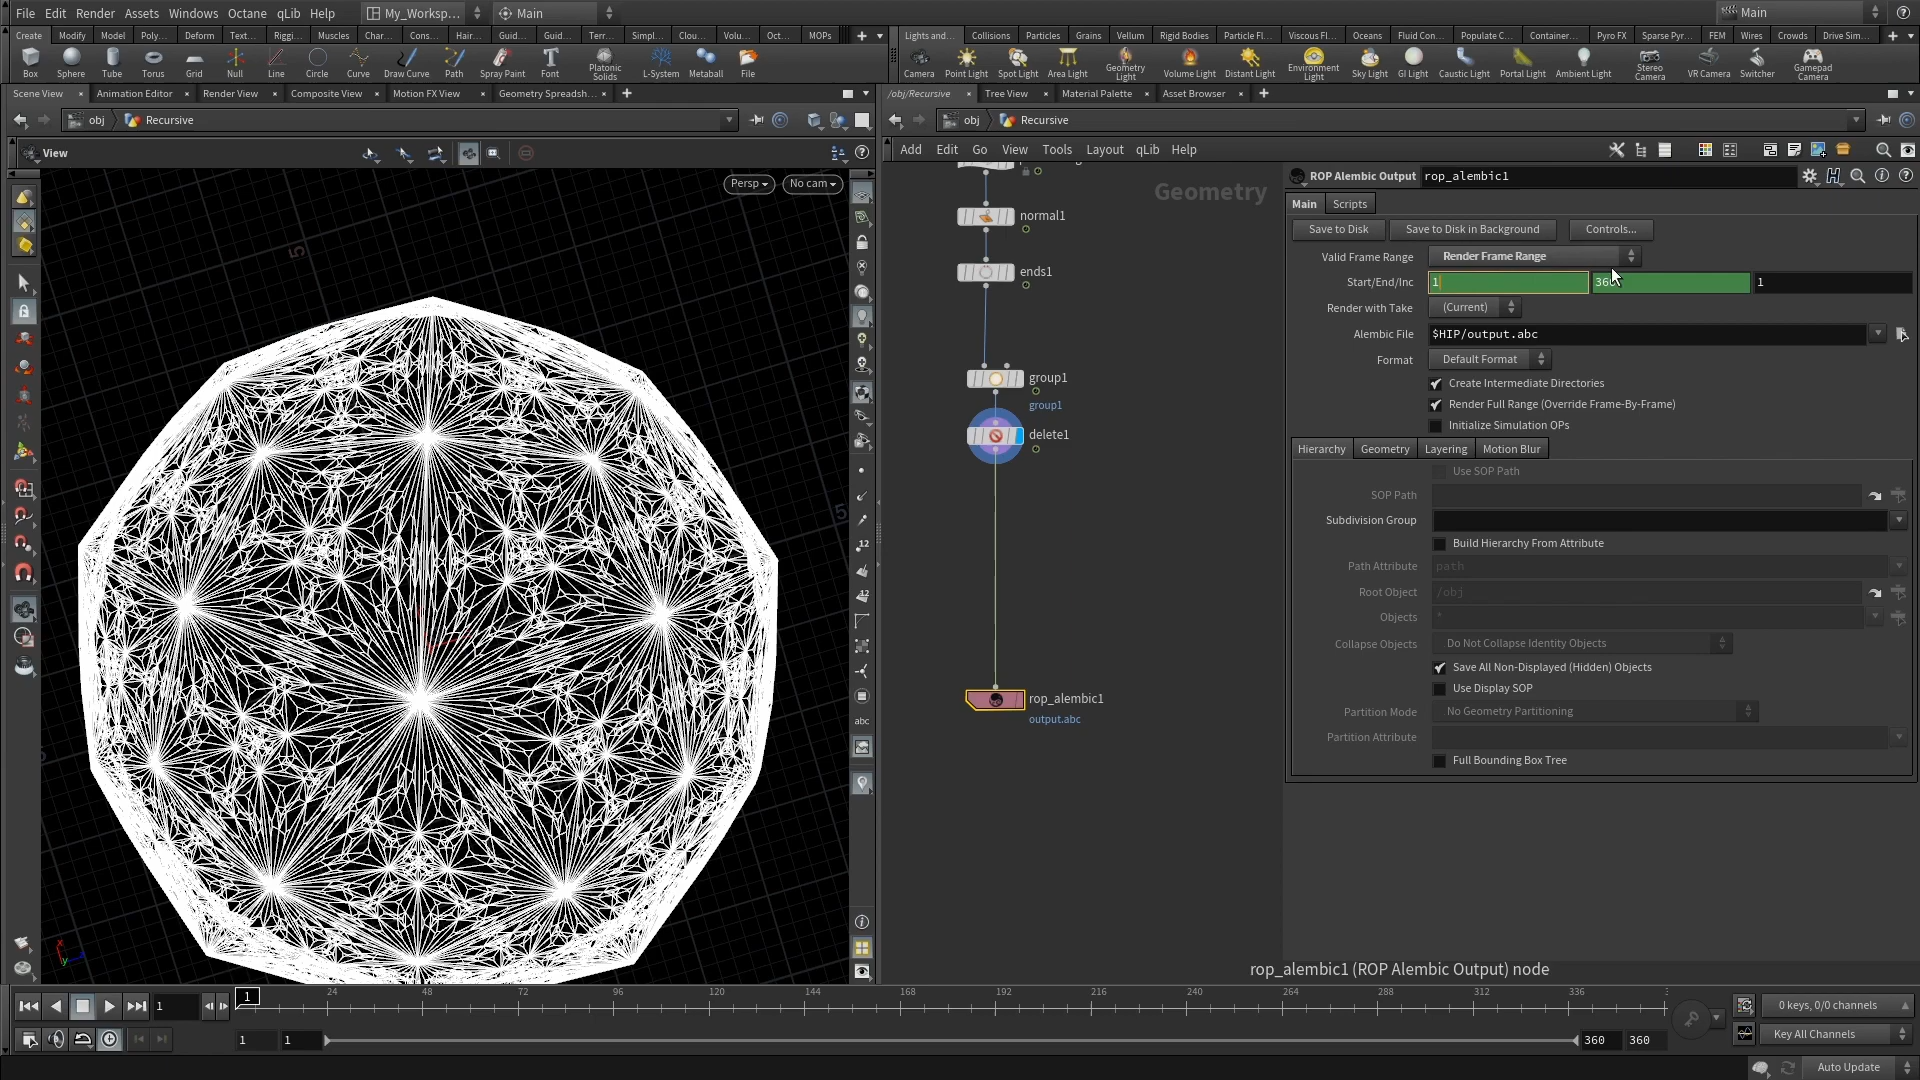 File Edit Render Assets Windows Octane qLib Help My_Worksp... Main Main
Create Modify Model Poly... Deform Text... Riggi... Muscles Char... Cons... Hair... Guid... Guid... Terr... Simpl... Clou... Volu... Oct... MOPs
Lights and... Collisions Particles Grains Vellum Rigid Bodies Particle Fl... Viscous Fl... Oceans Fluid Con... Populate C... Container... Pyro FX Sparse Pyr... FEM Wires Crowds Drive Sim...
Box Sphere Tube Torus Grid Null Line Circle Curve Draw Curve Path Spray Paint Font Platonic Solids L-System Metaball File
Camera Point Light Spot Light Area Light Geometry Light Volume Light Distant Light Environment Light Sky Light GI Light Caustic Light Portal Light Ambient Light Stereo Camera VR Camera Switcher Gamepad Camera
Scene View Animation Editor Render View Composite View Motion FX View Geometry Spreadsh...
/obj/Recursive Tree View Material Palette Asset Browser
obj Recursive
obj Recursive
View
Add Edit Go View Tools Layout qLib Help
Persp No cam
Geometry
normal1
ends1
group1
group1
delete1
rop_alembic1
output.abc
ROP Alembic Output rop_alembic1
Main Scripts
Save to Disk Save to Disk in Background Controls...
Valid Frame Range Render Frame Range
Start/End/Inc 1 360 1
Render with Take (Current)
Alembic File $HIP/output.abc
Format Default Format
Create Intermediate Directories
Render Full Range (Override Frame-By-Frame)
Initialize Simulation OPs
Hierarchy Geometry Layering Motion Blur
Use SOP Path
SOP Path
Subdivision Group
Build Hierarchy From Attribute
Path Attribute path
Root Object /obj
Objects *
Collapse Objects Do Not Collapse Identity Objects
Save All Non-Displayed (Hidden) Objects
Use Display SOP
Partition Mode No Geometry Partitioning
Partition Attribute
Full Bounding Box Tree
5
5
12
12
abc
x
y
rop_alembic1 (ROP Alembic Output) node
1 1 24 48 72 96 120 144 168 192 216 240 264 288 312 336
0 keys, 0/0 channels
1 1 360 360
Key All Channels
Auto Update